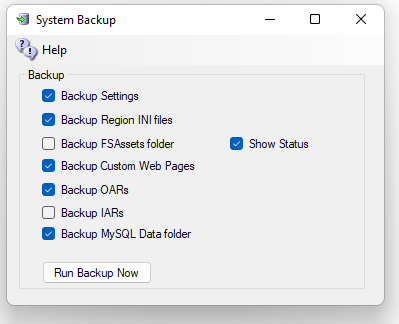 System Backup
Help
Backup
Backup Settings
Backup Region INI files
Backup FSAssets folder
Show Status
Backup Custom Web Pages
Backup OARs
Backup IARs
Backup MySQL Data folder
Run Backup Now